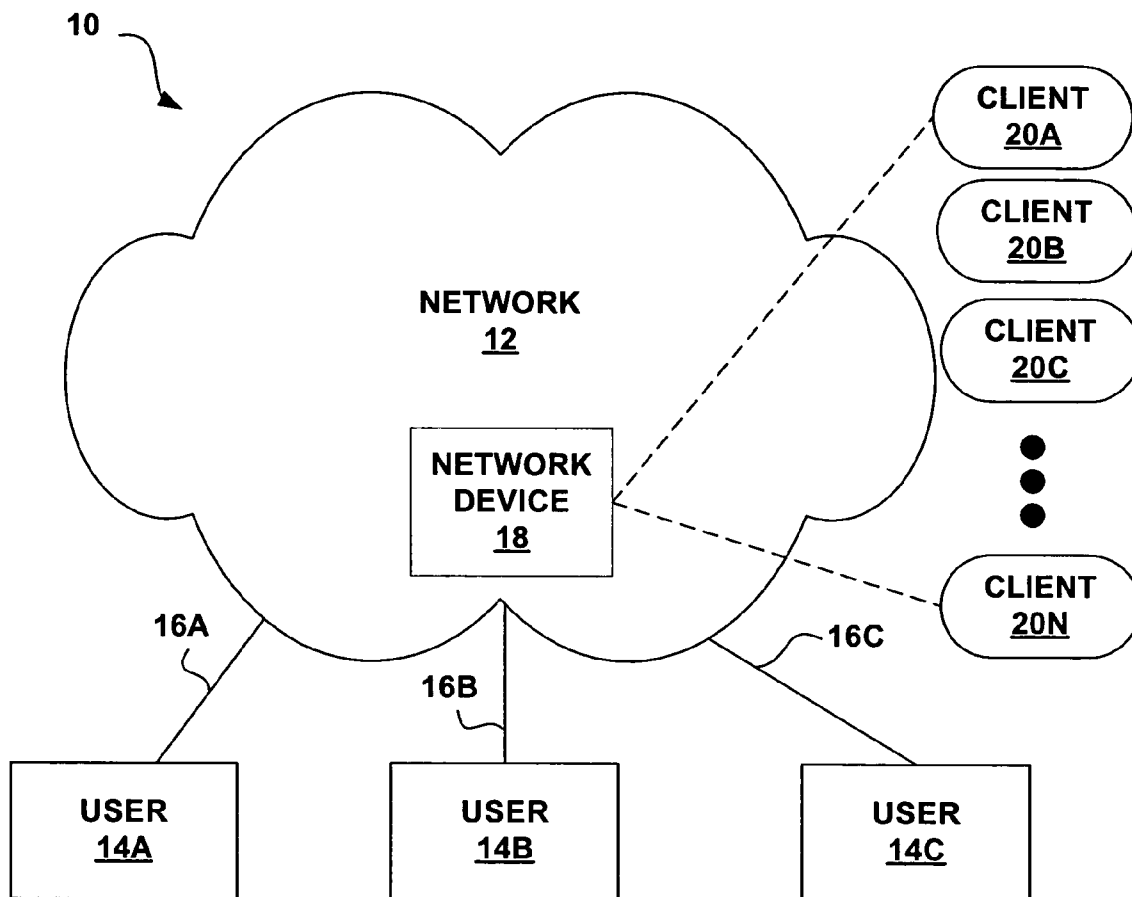 10
CLIENT
20A
CLIENT
20B
CLIENT
20C
NETWORK
12
NETWORK
DEVICE
18
CLIENT
20N
16A
16B
16C
USER
14A
USER
14B
USER
14C